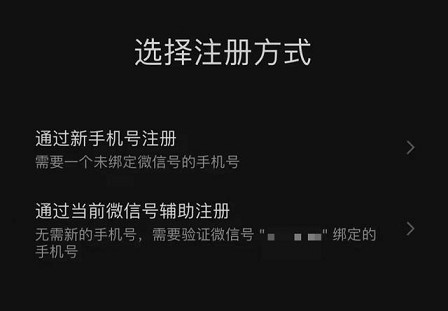 选择注册方式
通过新手机号注册
需要一个未绑定微信号的手机号
通过当前微信号辅助注册
无需新的手机号，需要验证微信号 "" 绑定的
手机号